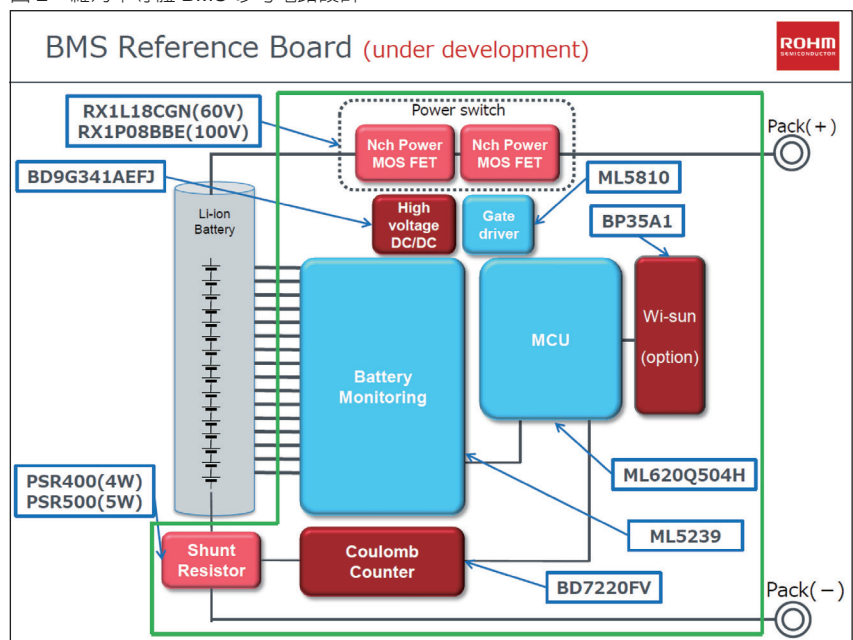 BMS Reference Board (under development)
ROHM
SEMICONDUCTOR
RX1L18CGN(60V)
RX1P08BBE(100V)
Power switch
Nch Power
MOS FET
Nch Power
MOS FET
Pack(+)
BD9G341AEFJ
ML5810
Li-Ion
Battery
High
voltage
DC/DC
Gate
driver
BP35A1
Battery
Monitoring
MCU
Wi-sun
(option)
PSR400(4W)
PSR500(5W)
ML620Q504H
ML5239
Shunt
Resistor
Coulomb
Counter
BD7220FV
Pack(−)